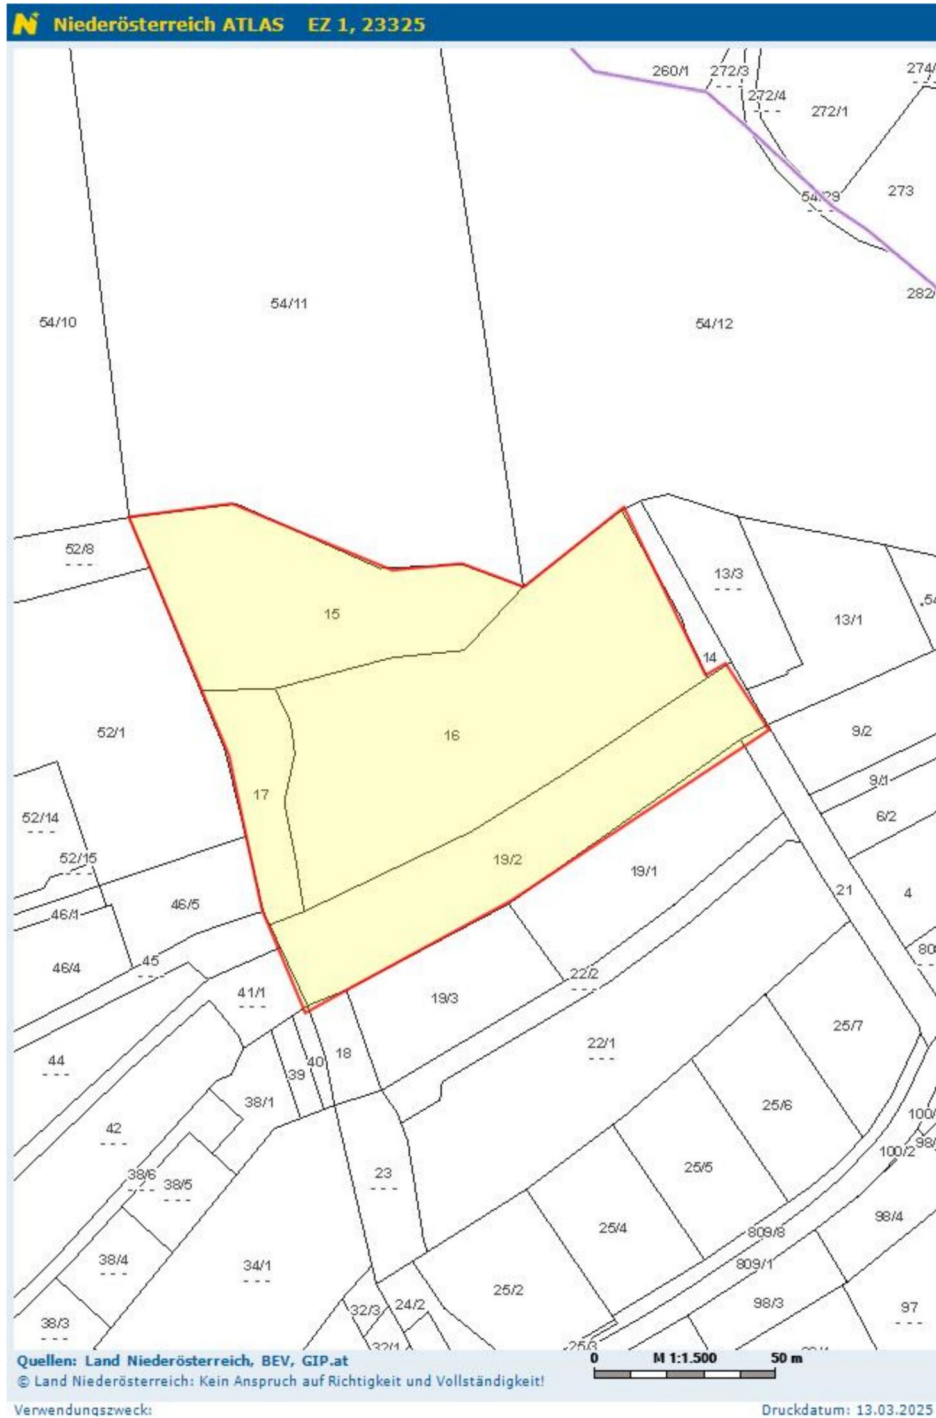 Niederösterreich ATLAS EZ 1, 23325
260/1 272/3 274/
272/4
272/1
54/29 273
282/
54/11
54/10 54/12
52/8
13/3
15
13/1
14
52/1 16 9/2
17 9/1
52/14 6/2
52/15 19/2
19/1
46/5 21 4
46/1
45
46/4 22/2
41/1 19/3
25/7
18 22/1
44 40
39
38/1 25/6
42 100/2
38/6 38/5 23 25/5
98/4
25/4
809/8
38/4 34/1 809/1
25/2
32/3 24/2 98/3 97
38/3
32/1 25/3
Quellen: Land Niederösterreich, BEV, GIP.at
0 M 1:1.500 50 m
© Land Niederösterreich: Kein Anspruch auf Richtigkeit und Vollständigkeit!
Verwendungszweck: Druckdatum: 13.03.2025